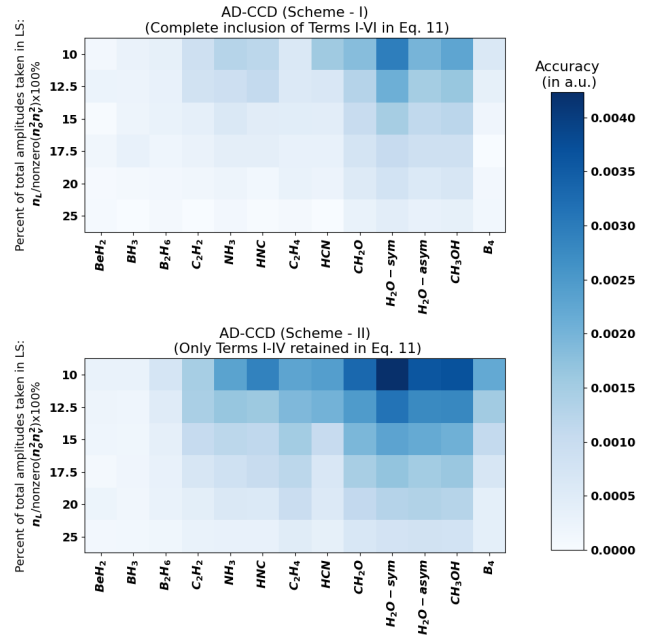 AD-CCD (Scheme - I)
(Complete inclusion of Terms I-VI in Eq. 11)
Percent of total amplitudes taken in LS:
n_L/nonzero(n_o^2n_v^2)x100%
10
12.5
15
17.5
20
25
BeH₂
BH₃
B₂H₆
C₂H₂
NH₃
HNC
C₂H₄
HCN
CH₂O
H₂O − sym
H₂O − asym
CH₃OH
B₄
AD-CCD (Scheme - II)
(Only Terms I-IV retained in Eq. 11)
Percent of total amplitudes taken in LS:
n_L/nonzero(n_o^2n_v^2)x100%
10
12.5
15
17.5
20
25
BeH₂
BH₃
B₂H₆
C₂H₂
NH₃
HNC
C₂H₄
HCN
CH₂O
H₂O − sym
H₂O − asym
CH₃OH
B₄
Accuracy
(in a.u.)
0.0040
0.0035
0.0030
0.0025
0.0020
0.0015
0.0010
0.0005
0.0000